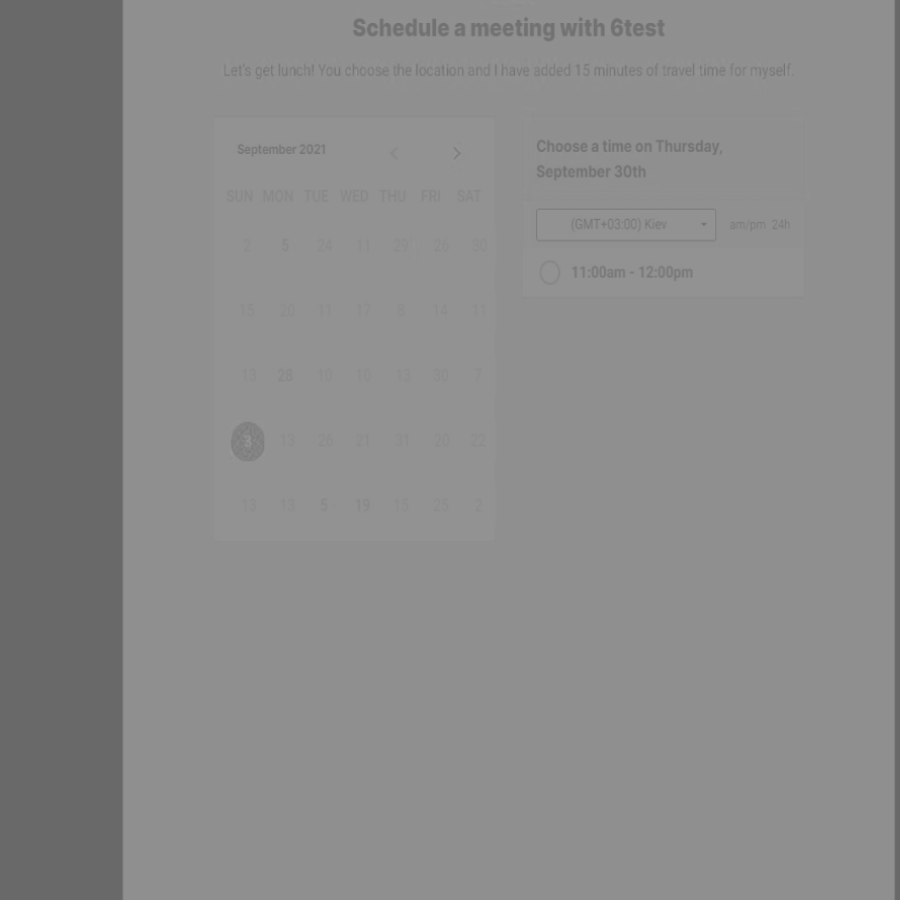 Schedule a meeting with 6test
Let's get lunch! You choose the location and I have added 15 minutes of travel time for myself.
September 2021
SUN MON TUE WED THU FRI SAT
2 5 24 11 29 26 30
15 20 11 17 8 14 11
13 28 10 10 13 30 7
3 12 26 21 31 20 22
13 13 5 19 15 25 2
Choose a time on Thursday,
September 30th
(GMT+03:00) Kiev
am/pm 24h
11:00am - 12:00pm